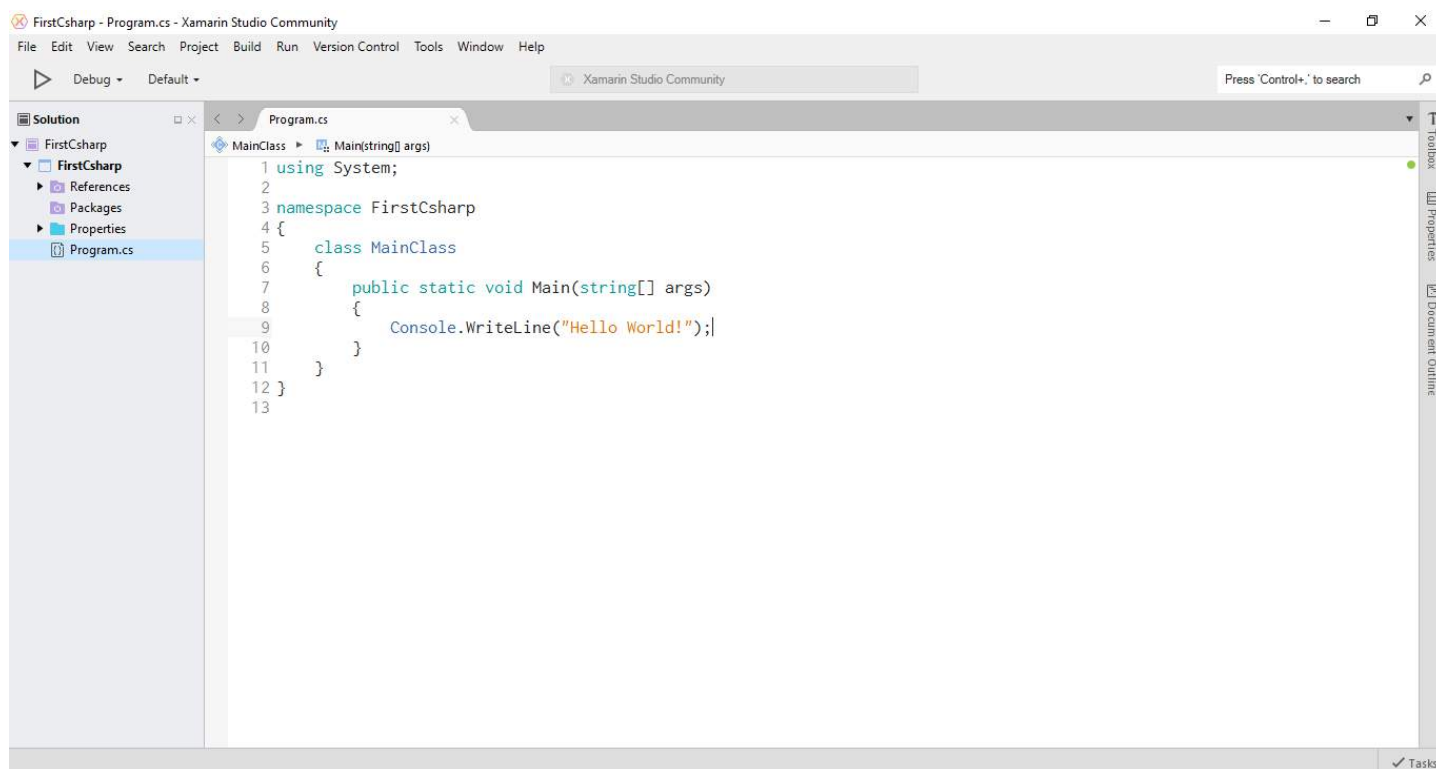 FirstCsharp - Program.cs - Xamarin Studio Community
File Edit View Search Project Build Run Version Control Tools Window Help
Debug Default
Xamarin Studio Community
Press 'Control+,' to search
Solution
FirstCsharp
FirstCsharp
References
Packages
Properties
Program.cs
Program.cs
MainClass Main(string[] args)
1 using System;
2
3 namespace FirstCsharp
4 {
5 class MainClass
6 {
7 public static void Main(string[] args)
8 {
9 Console.WriteLine("Hello World!");
10 }
11 }
12 }
13
Toolbox
Properties
Document Outline
Tasks